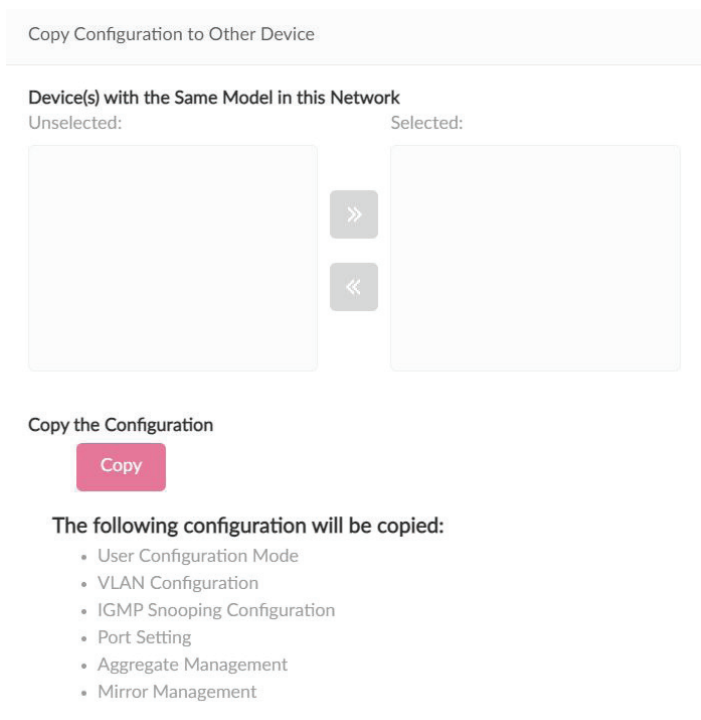 Copy Configuration to Other Device
Device(s) with the Same Model in this Network
Unselected: Selected:
»
«
Copy the Configuration
Copy
The following configuration will be copied:
• User Configuration Mode
• VLAN Configuration
• IGMP Snooping Configuration
• Port Setting
• Aggregate Management
• Mirror Management